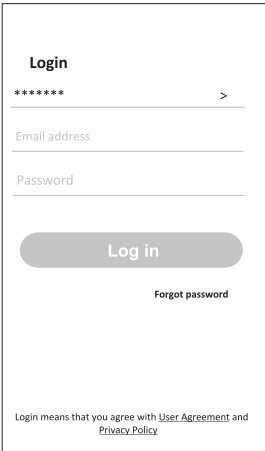 Login
******* >
Email address
Password
Log in
Forgot password
Login means that you agree with User Agreement and
Privacy Policy